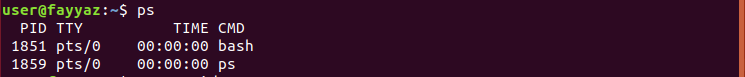 user@fayyaz:~$ ps
  PID TTY          TIME CMD
 1851 pts/0    00:00:00 bash
 1859 pts/0    00:00:00 ps